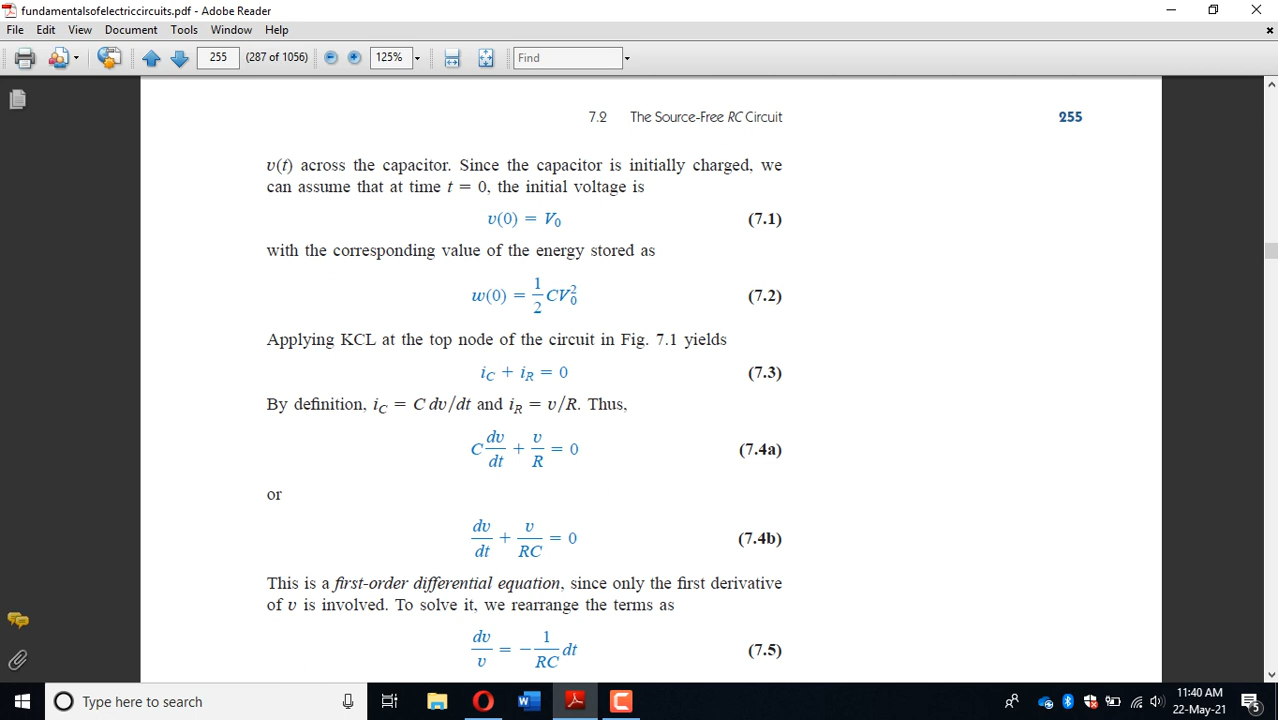 fundamentalsofelectriccircuits.pdf - Adobe Reader
File Edit View Document Tools Window Help
255 (287 of 1056) 125% Find
7.2 The Source-Free RC Circuit 255
v(t) across the capacitor. Since the capacitor is initially charged, we
can assume that at time t = 0, the initial voltage is
v(0) = V₀ (7.1)
with the corresponding value of the energy stored as
w(0) = 1/2 CV₀² (7.2)
Applying KCL at the top node of the circuit in Fig. 7.1 yields
i_C + i_R = 0 (7.3)
By definition, i_C = C dv/dt and i_R = v/R. Thus,
C dv/dt + v/R = 0 (7.4a)
or
dv/dt + v/RC = 0 (7.4b)
This is a first-order differential equation, since only the first derivative
of v is involved. To solve it, we rearrange the terms as
dv/v = − 1/RC dt (7.5)
Type here to search
W
11:40 AM
22-May-21
5